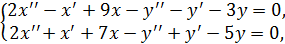 2x′′ − x′ + 9x − y′′ − y′ − 3y = 0,
2x′′ + x′ + 7x − y′′ + y′ − 5y = 0,